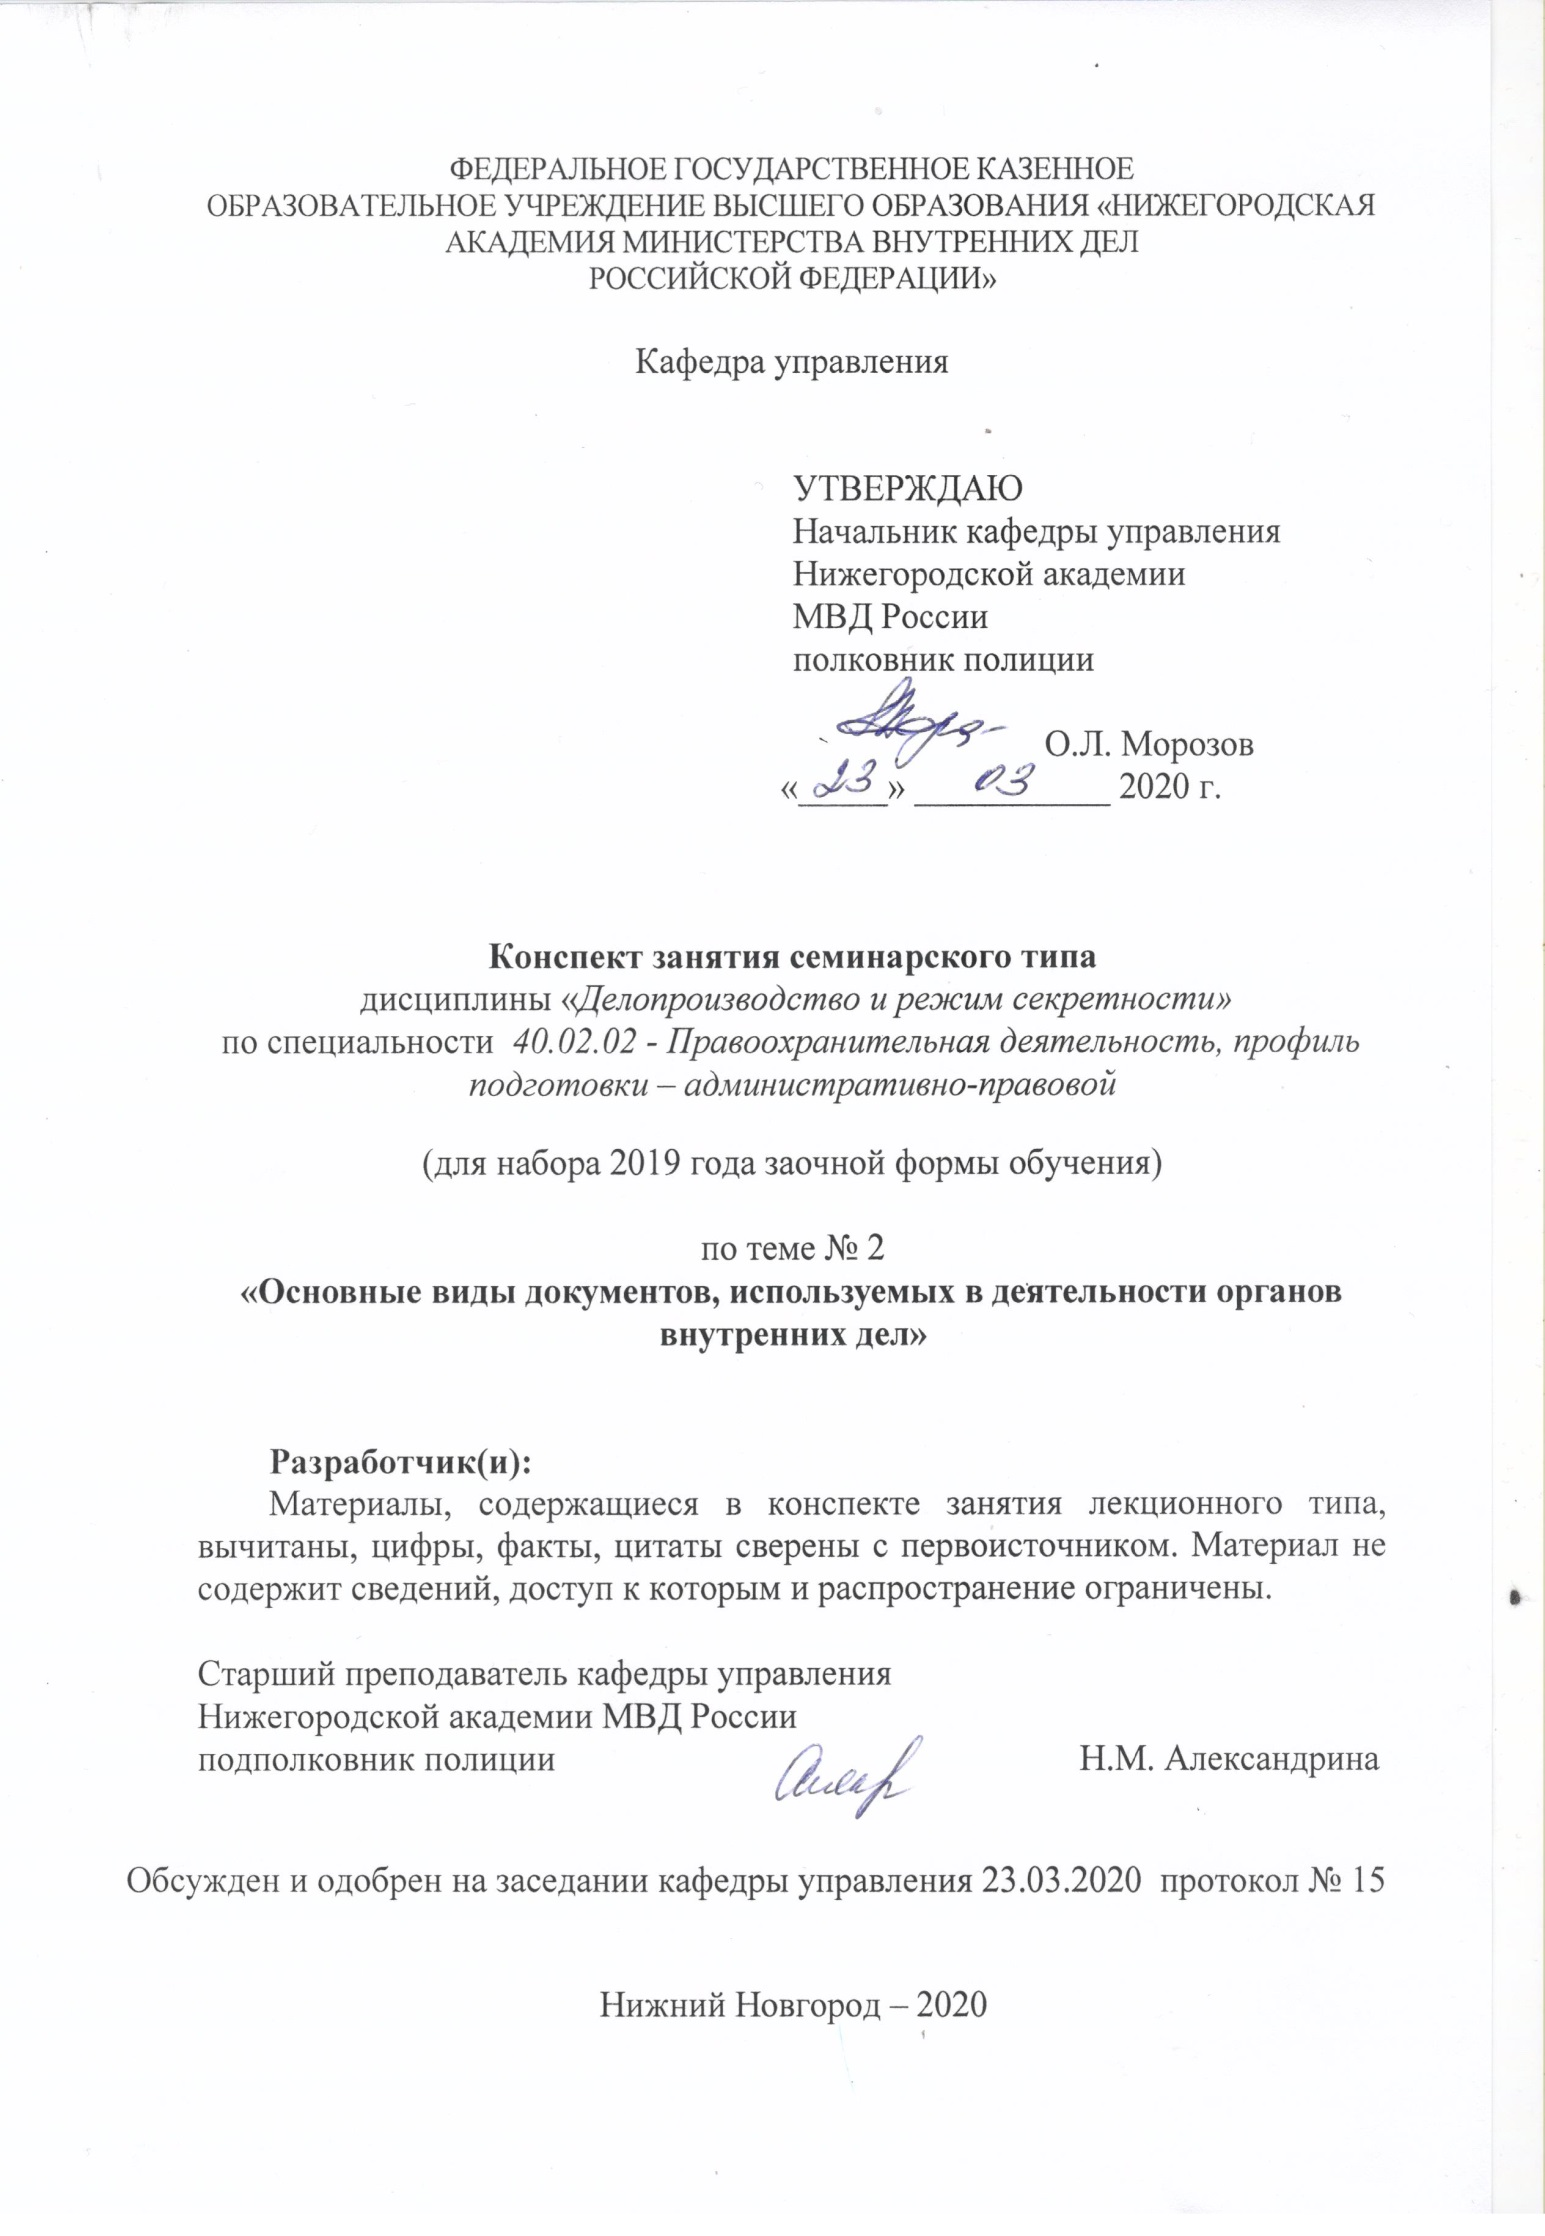 ФЕДЕРАЛЬНОЕ ГОСУДАРСТВЕННОЕ КАЗЕННОЕ
ОБРАЗОВАТЕЛЬНОЕ УЧРЕЖДЕНИЕ ВЫСШЕГО ОБРАЗОВАНИЯ «НИЖЕГОРОДСКАЯ
АКАДЕМИЯ МИНИСТЕРСТВА ВНУТРЕННИХ ДЕЛ
РОССИЙСКОЙ ФЕДЕРАЦИИ»
Кафедра управления
УТВЕРЖДАЮ
Начальник кафедры управления
Нижегородской академии
МВД России
полковник полиции
О.Л. Морозов
«23» 03 2020 г.
Конспект занятия семинарского типа
дисциплины «Делопроизводство и режим секретности»
по специальности 40.02.02 - Правоохранительная деятельность, профиль
подготовки – административно-правовой
(для набора 2019 года заочной формы обучения)
по теме № 2
«Основные виды документов, используемых в деятельности органов
внутренних дел»
Разработчик(и):
Материалы, содержащиеся в конспекте занятия лекционного типа,
вычитаны, цифры, факты, цитаты сверены с первоисточником. Материал не
содержит сведений, доступ к которым и распространение ограничены.
Старший преподаватель кафедры управления
Нижегородской академии МВД России
подполковник полиции Н.М. Александрина
Обсужден и одобрен на заседании кафедры управления 23.03.2020 протокол № 15
Нижний Новгород – 2020